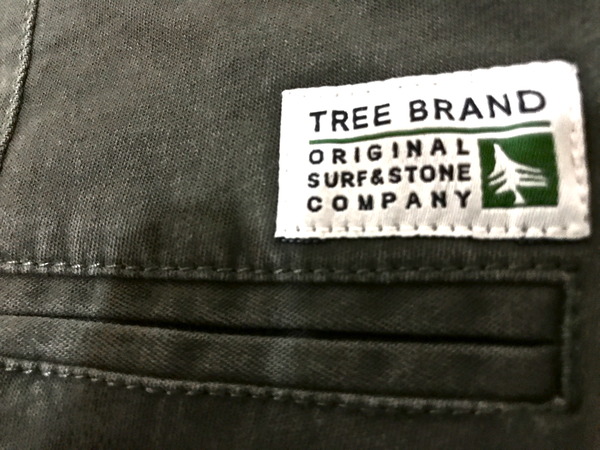 TREE BRAND
ORIGINAL
SURF&STONE
COMPANY